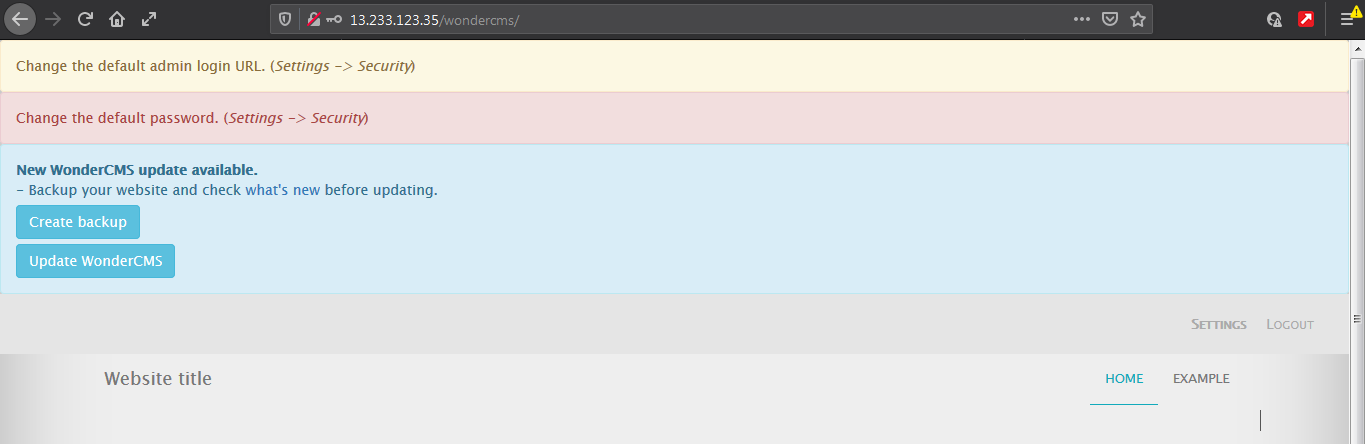 13.233.123.35/wondercms/
Change the default admin login URL. (Settings -> Security)
Change the default password. (Settings -> Security)
New WonderCMS update available.
- Backup your website and check what's new before updating.
Create backup
Update WonderCMS
SETTINGS LOGOUT
Website title HOME EXAMPLE